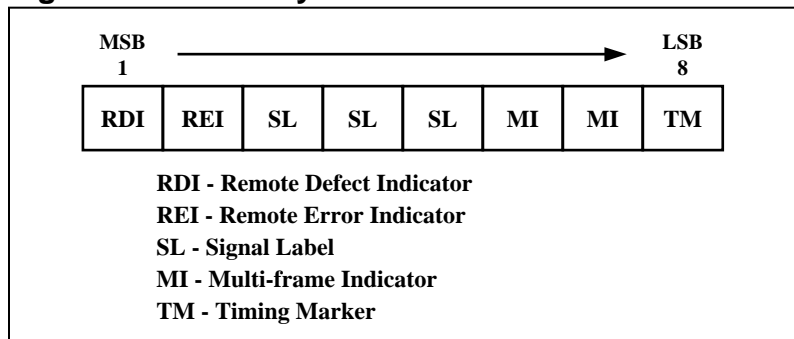 MSB LSB
1 8
RDI REI SL SL SL MI MI TM
RDI - Remote Defect Indicator
REI - Remote Error Indicator
SL - Signal Label
MI - Multi-frame Indicator
TM - Timing Marker